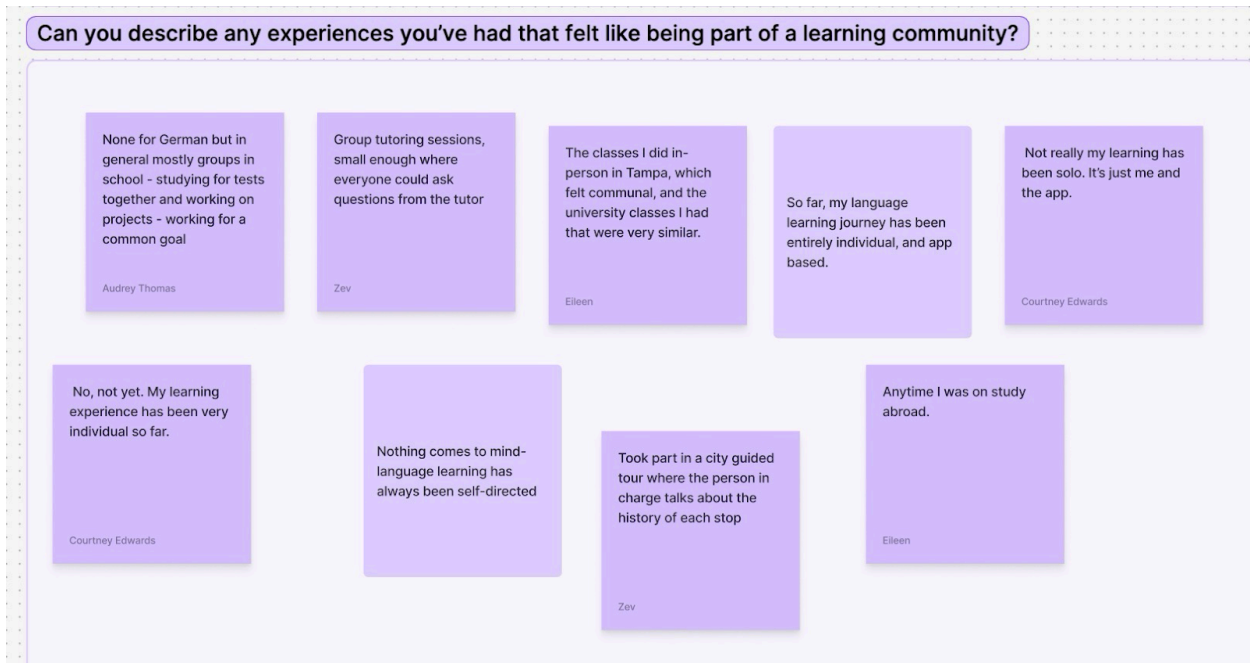 Can you describe any experiences you’ve had that felt like being part of a learning community?
None for German but in
general mostly groups in
school - studying for tests
together and working on
projects - working for a
common goal
Audrey Thomas
Group tutoring sessions,
small enough where
everyone could ask
questions from the tutor
Zev
The classes I did in-
person in Tampa, which
felt communal, and the
university classes I had
that were very similar.
Eileen
So far, my language
learning journey has been
entirely individual, and app
based.
Not really my learning has
been solo. It’s just me and
the app.
Courtney Edwards
No, not yet. My learning
experience has been very
individual so far.
Courtney Edwards
Nothing comes to mind-
language learning has
always been self-directed
Took part in a city guided
tour where the person in
charge talks about the
history of each stop
Zev
Anytime I was on study
abroad.
Eileen